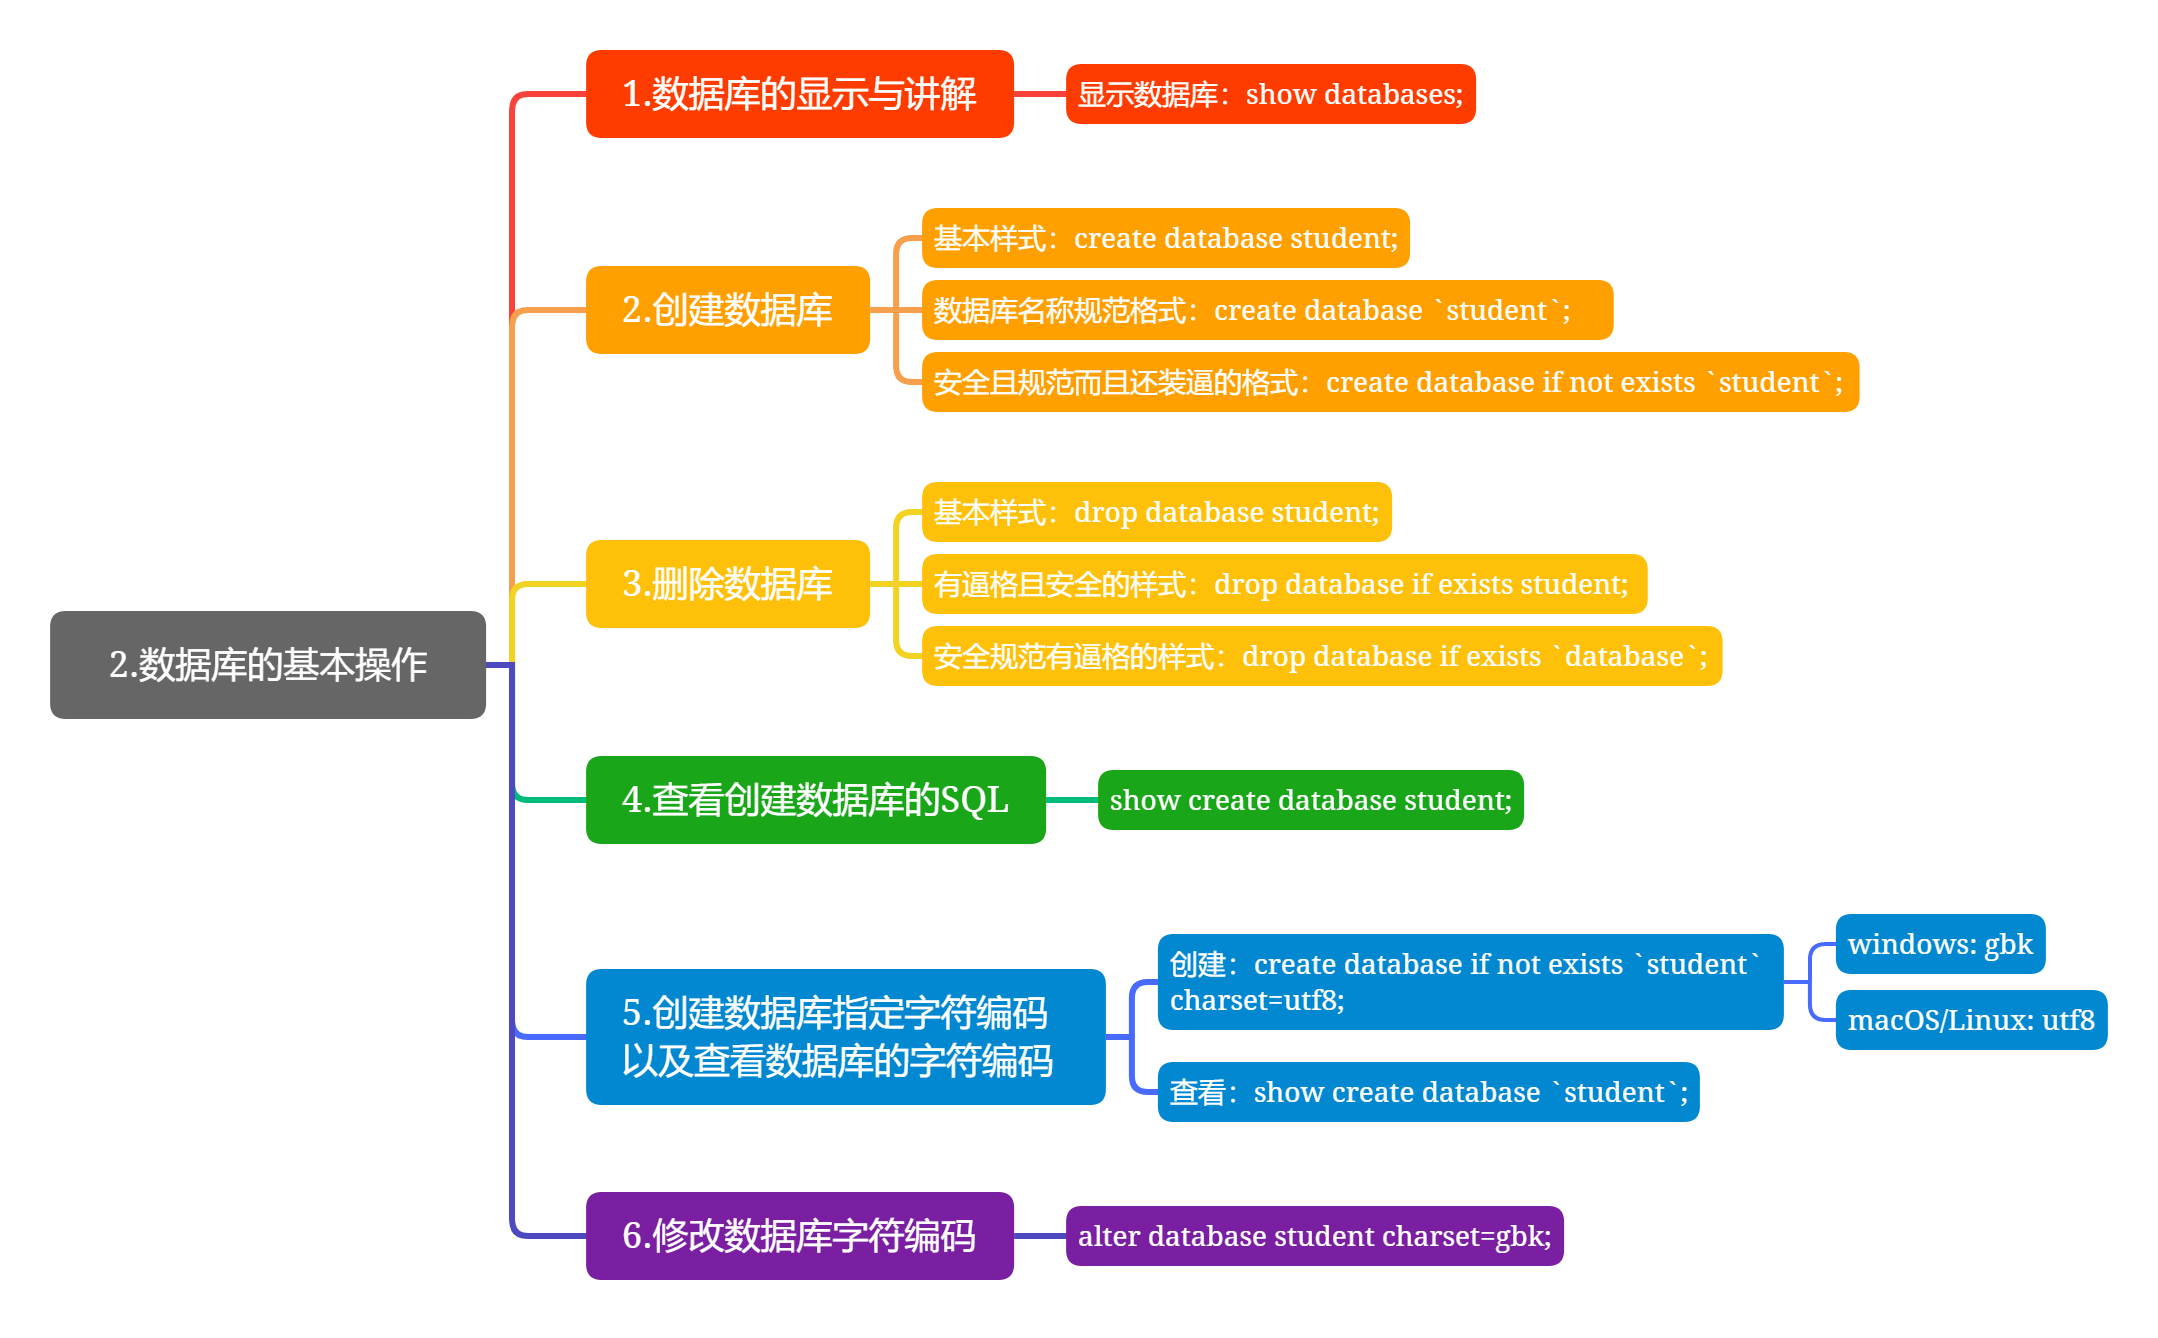 2.数据库的基本操作
1.数据库的显示与讲解
显示数据库：show databases;
2.创建数据库
基本样式：create database student;
数据库名称规范格式：create database `student`;
安全且规范而且还装逼的格式：create database if not exists `student`;
3.删除数据库
基本样式：drop database student;
有逼格且安全的样式：drop database if exists student;
安全规范有逼格的样式：drop database if exists `database`;
4.查看创建数据库的SQL
show create database student;
5.创建数据库指定字符编码
以及查看数据库的字符编码
创建：create database if not exists `student`
charset=utf8;
windows: gbk
macOS/Linux: utf8
查看：show create database `student`;
6.修改数据库字符编码
alter database student charset=gbk;